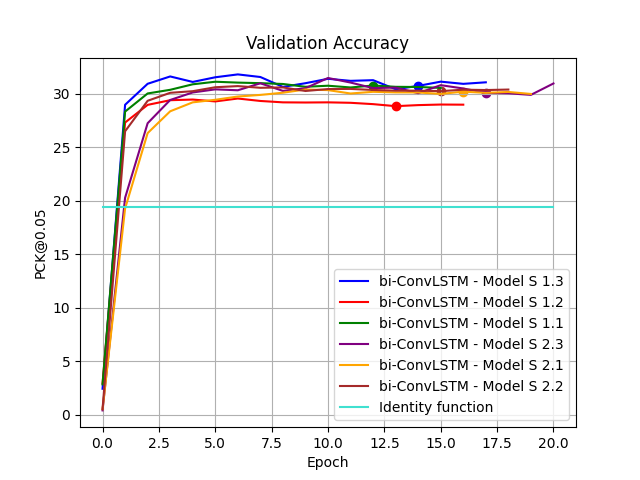 Validation Accuracy
PCK@0.05
30
25
20
15
10
5
0
0.0 2.5 5.0 7.5 10.0 12.5 15.0 17.5 20.0
Epoch
bi-ConvLSTM - Model S 1.3
bi-ConvLSTM - Model S 1.2
bi-ConvLSTM - Model S 1.1
bi-ConvLSTM - Model S 2.3
bi-ConvLSTM - Model S 2.1
bi-ConvLSTM - Model S 2.2
Identity function